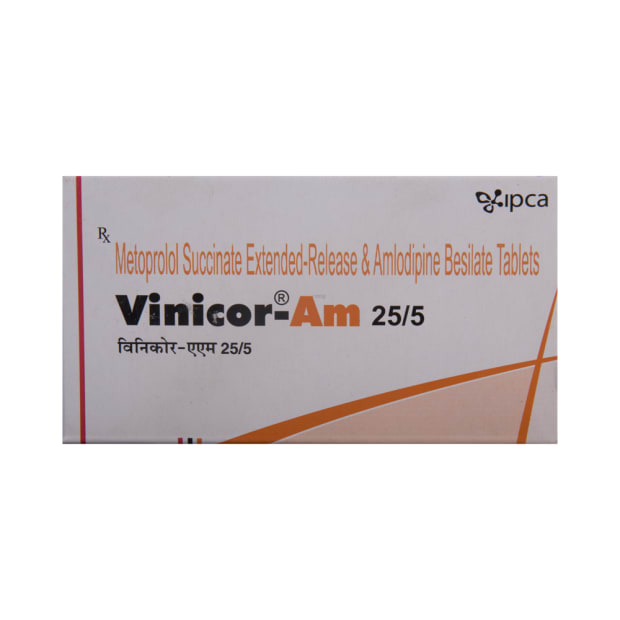 ipca
Rx
Metoprolol Succinate Extended-Release & Amlodipine Besilate Tablets
Vinicor®-Am 25/5
विनिकोर-एएम 25/5